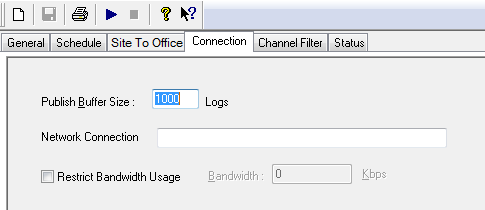 General Schedule Site To Office Connection Channel Filter Status
Publish Buffer Size : 1000 Logs
Network Connection
Restrict Bandwidth Usage Bandwidth : 0 Kbps